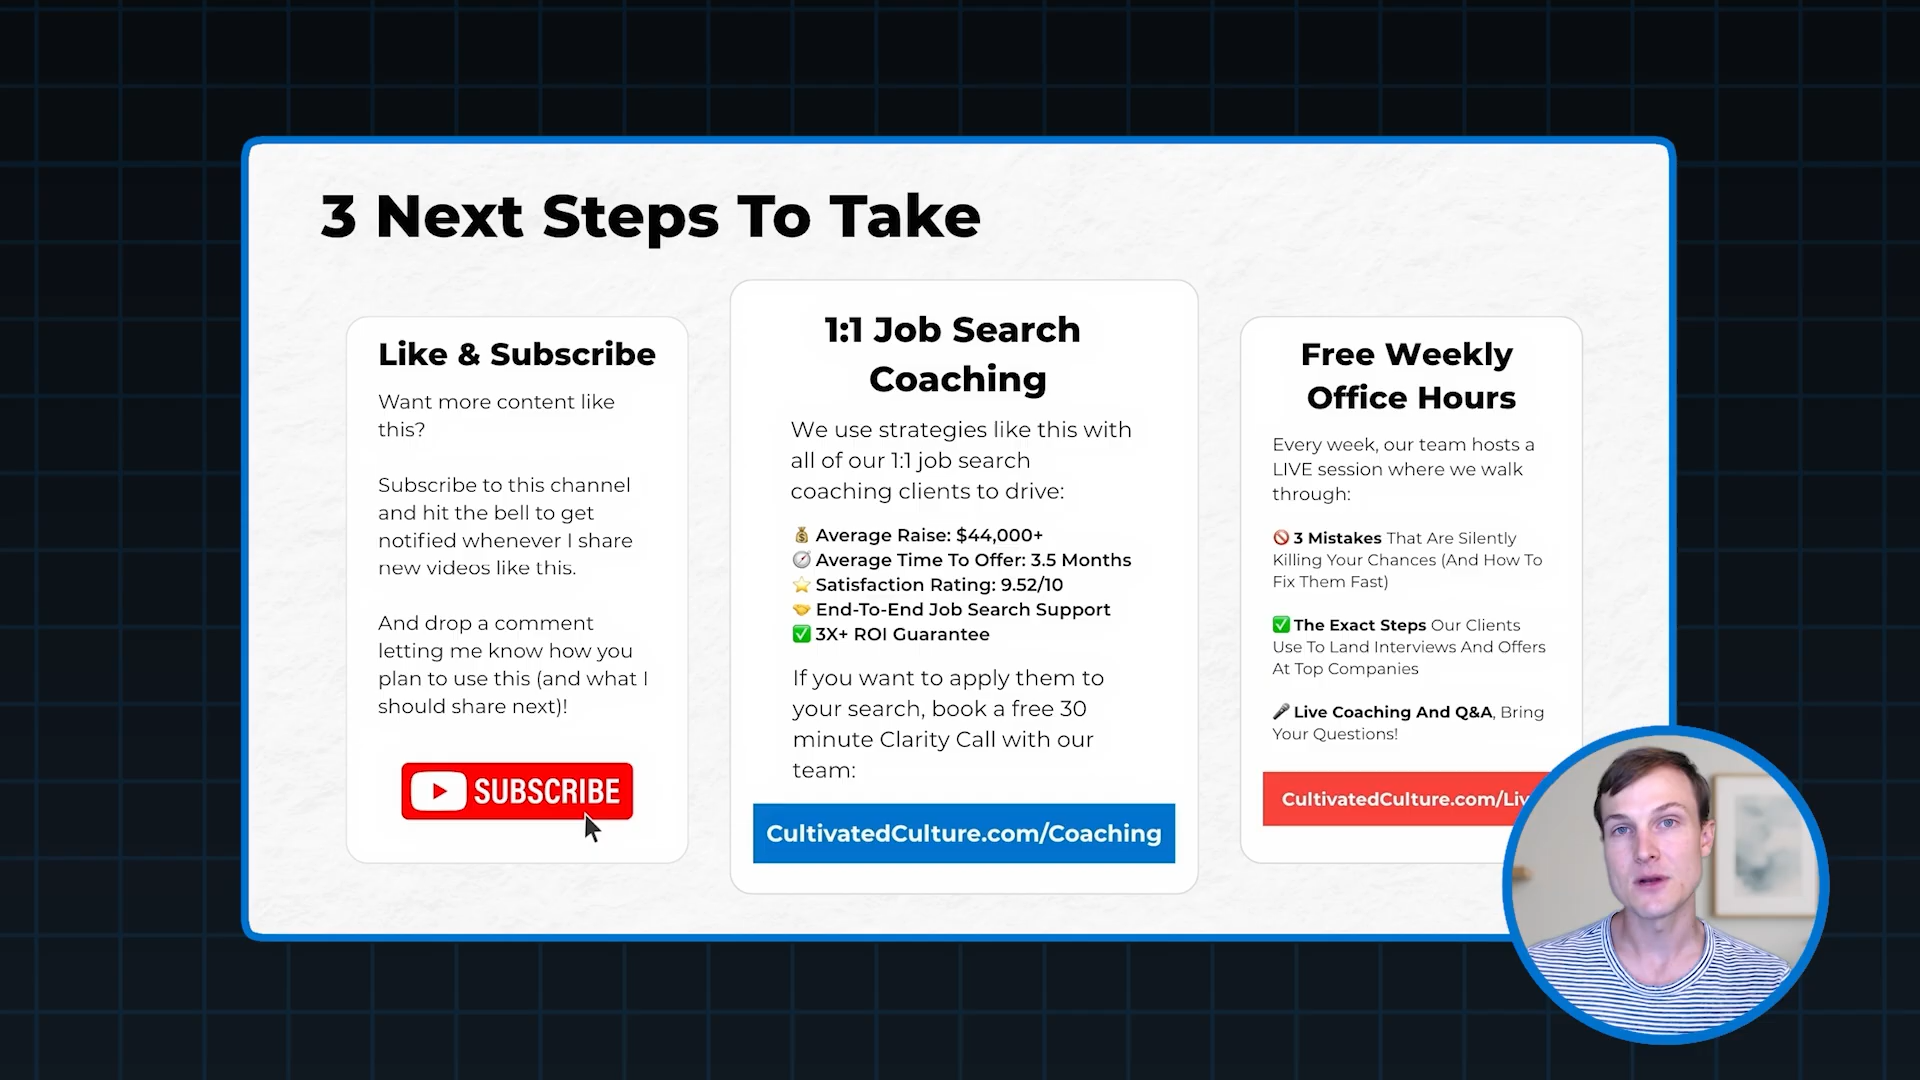 3 Next Steps To Take
Like & Subscribe
Want more content like
this?
Subscribe to this channel
and hit the bell to get
notified whenever I share
new videos like this.
And drop a comment
letting me know how you
plan to use this (and what I
should share next)!
SUBSCRIBE
1:1 Job Search
Coaching
We use strategies like this with
all of our 1:1 job search
coaching clients to drive:
💰 Average Raise: $44,000+
🧭 Average Time To Offer: 3.5 Months
⭐ Satisfaction Rating: 9.52/10
🤝 End-To-End Job Search Support
✅ 3X+ ROI Guarantee
If you want to apply them to
your search, book a free 30
minute Clarity Call with our
team:
CultivatedCulture.com/Coaching
Free Weekly
Office Hours
Every week, our team hosts a
LIVE session where we walk
through:
🚫 3 Mistakes That Are Silently
Killing Your Chances (And How To
Fix Them Fast)
✅ The Exact Steps Our Clients
Use To Land Interviews And Offers
At Top Companies
🎤 Live Coaching And Q&A, Bring
Your Questions!
CultivatedCulture.com/Liv